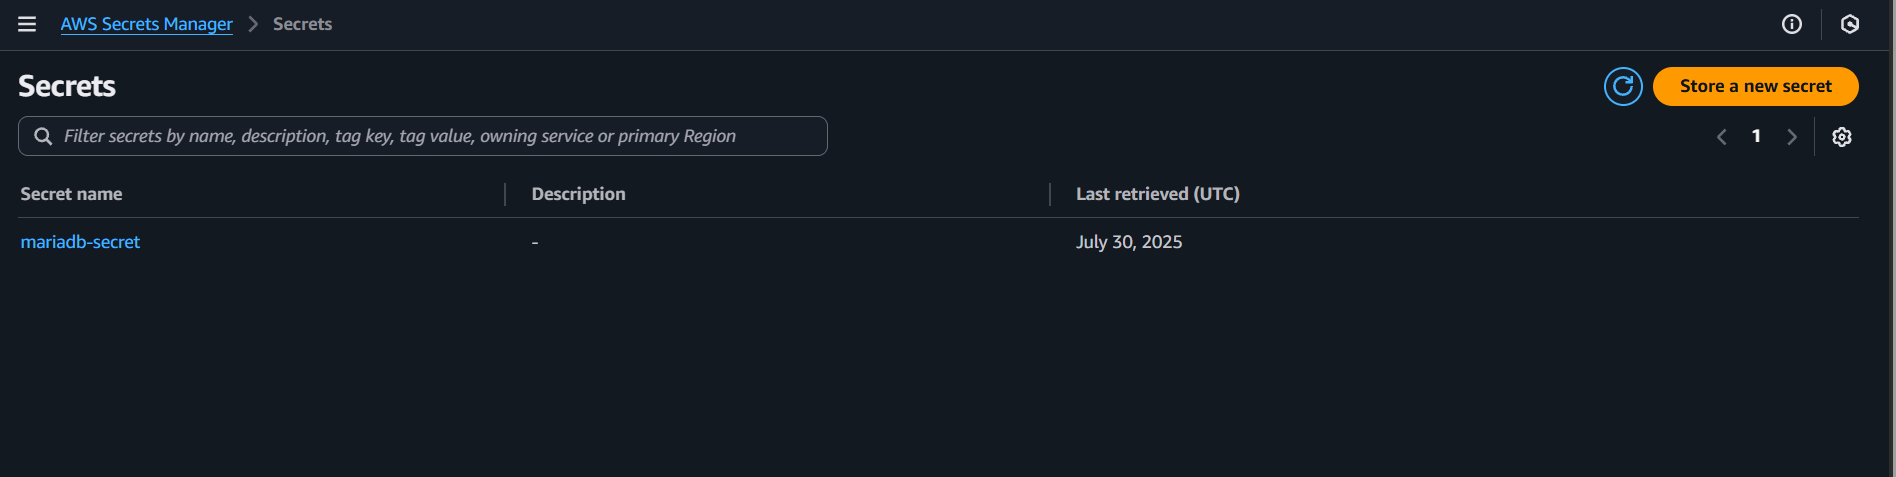 AWS Secrets Manager > Secrets
Secrets
Store a new secret
Filter secrets by name, description, tag key, tag value, owning service or primary Region
1
Secret name Description Last retrieved (UTC)
mariadb-secret - July 30, 2025